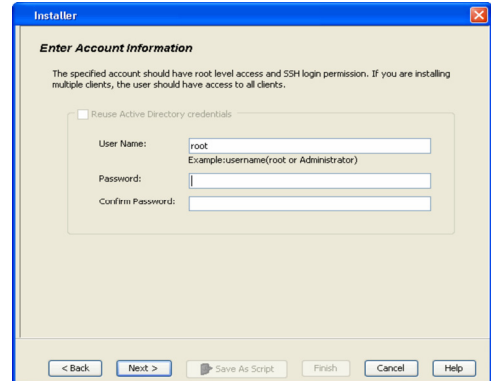 Installer
Enter Account Information
The specified account should have root level access and SSH login permission. If you are installing
multiple clients, the user should have access to all clients.
Reuse Active Directory credentials
User Name:
root
Example:username(root or Administrator)
Password:
Confirm Password:
< Back
Next >
Save As Script
Finish
Cancel
Help